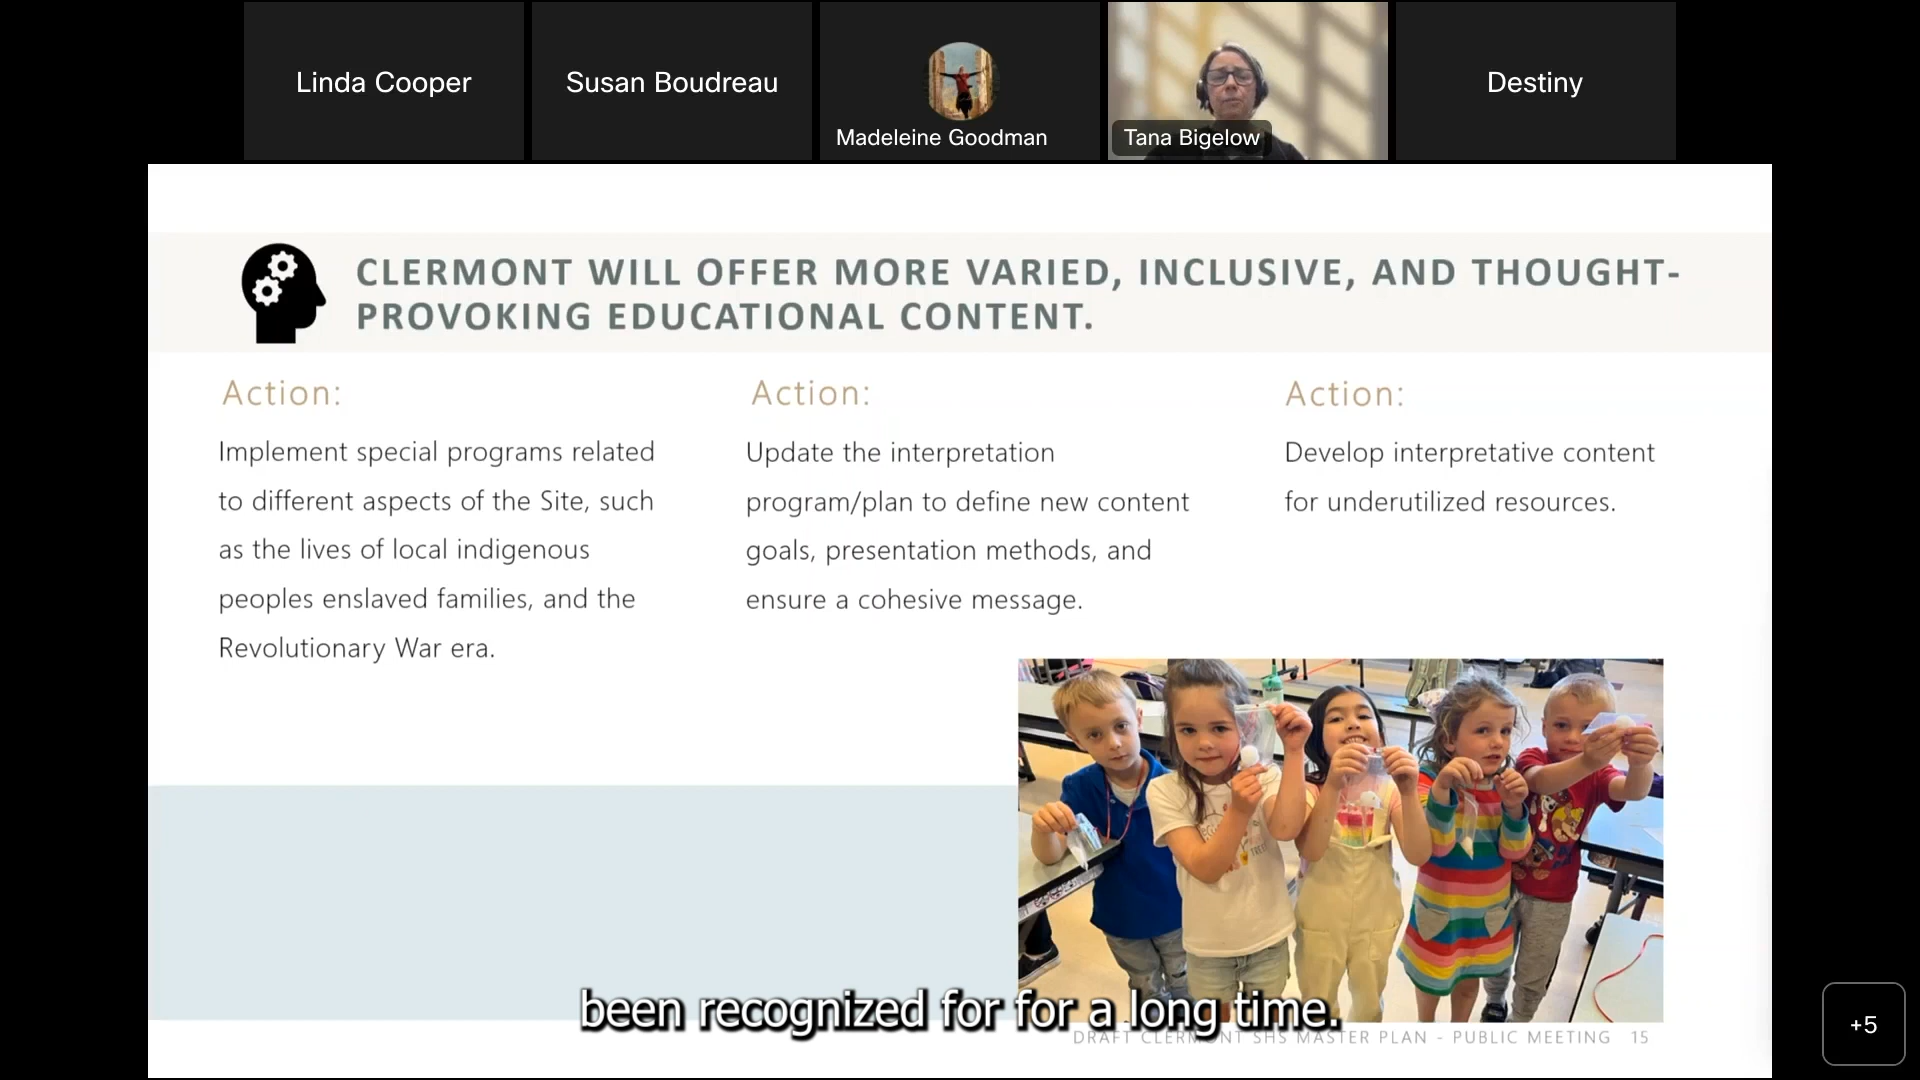 Linda Cooper
Susan Boudreau
Madeleine Goodman
Tana Bigelow
Destiny
CLERMONT WILL OFFER MORE VARIED, INCLUSIVE, AND THOUGHT-
PROVOKING EDUCATIONAL CONTENT.
Action:
Implement special programs related
to different aspects of the Site, such
as the lives of local indigenous
peoples enslaved families, and the
Revolutionary War era.
Action:
Update the interpretation
program/plan to define new content
goals, presentation methods, and
ensure a cohesive message.
Action:
Develop interpretative content
for underutilized resources.
been recognized for for a long time.
DRAFT CLERMONT SHS MASTER PLAN - PUBLIC MEETING 15
+5